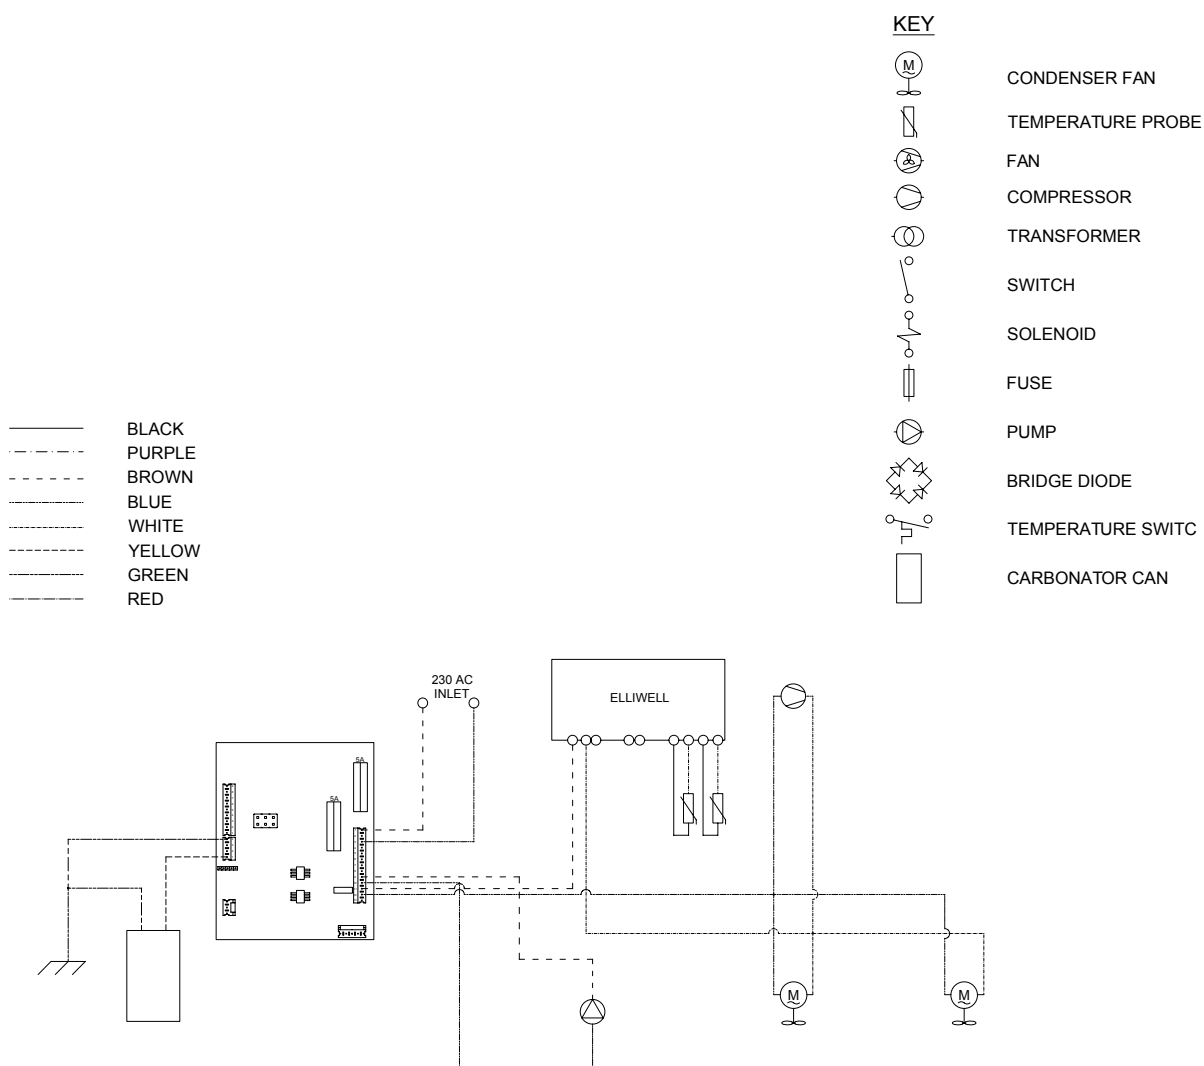 KEY
CONDENSER FAN
TEMPERATURE PROBE
FAN
COMPRESSOR
TRANSFORMER
SWITCH
SOLENOID
FUSE
PUMP
BRIDGE DIODE
TEMPERATURE SWITC
CARBONATOR CAN
BLACK
PURPLE
BROWN
BLUE
WHITE
YELLOW
GREEN
RED
230 AC
INLET
ELLIWELL
5A
5A
M
M
M